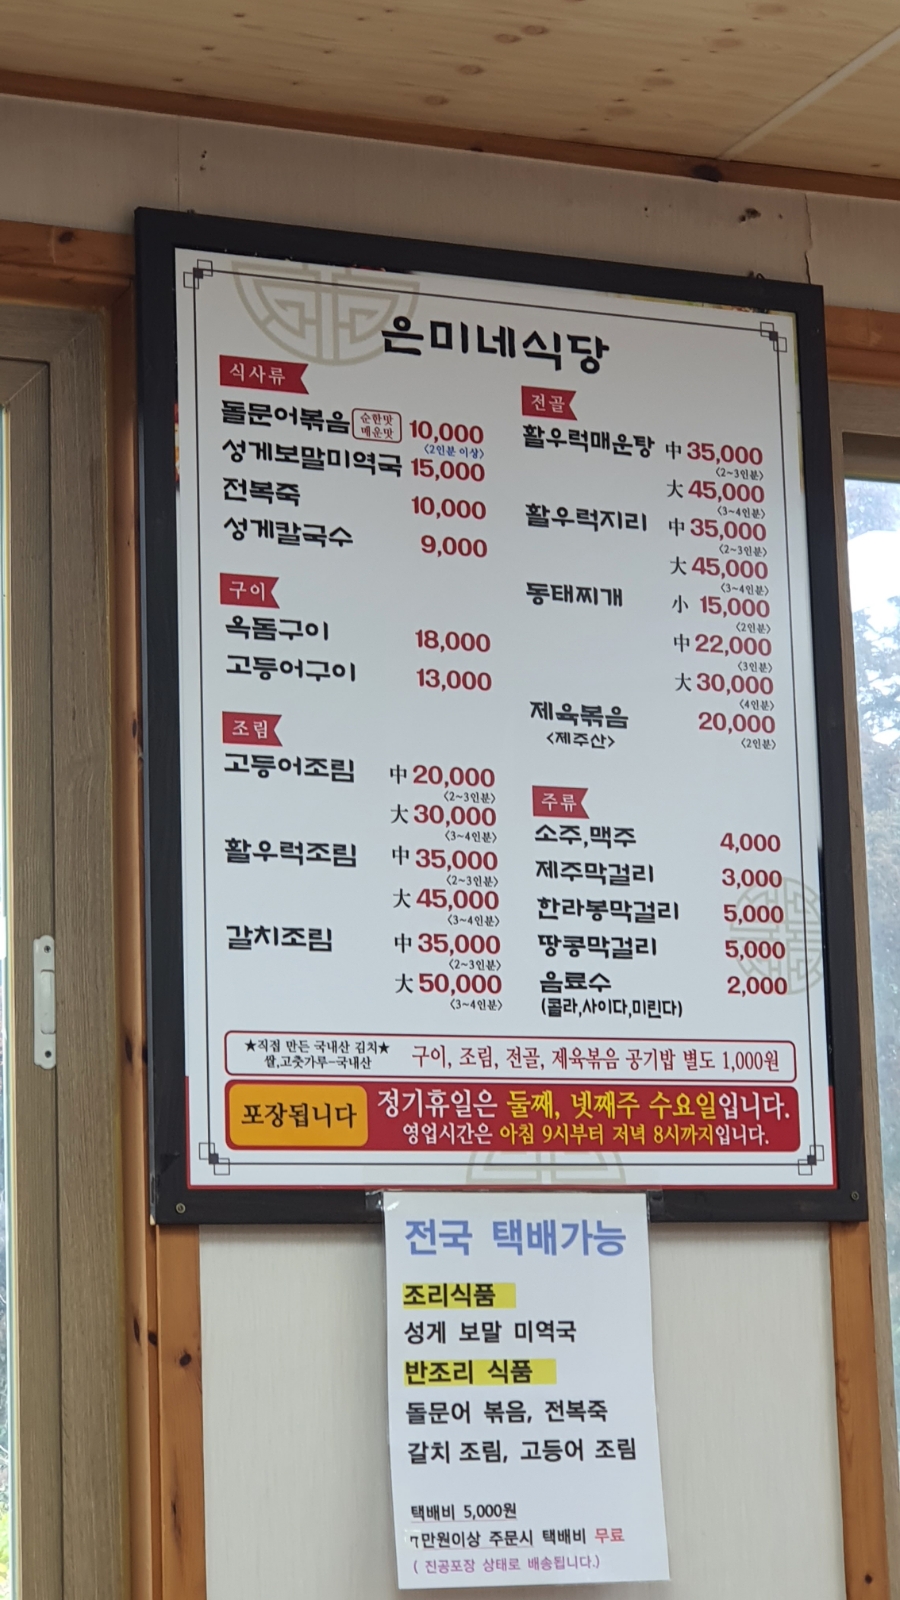 은미네식당
식사류
돌문어볶음 순한맛 매운맛 10,000
<2인분 이상>
성게보말미역국 15,000
전복죽 10,000
성게칼국수 9,000
구이
옥돔구이 18,000
고등어구이 13,000
조림
고등어조림 中 20,000
<2~3인분>
大 30,000
<3~4인분>
활우럭조림 中 35,000
<2~3인분>
大 45,000
<3~4인분>
갈치조림 中 35,000
<2~3인분>
大 50,000
<3~4인분>
전골
활우럭매운탕 中 35,000
<2~3인분>
大 45,000
<3~4인분>
활우럭지리 中 35,000
<2~3인분>
大 45,000
<3~4인분>
동태찌개 小 15,000
<2인분>
中 22,000
<3인분>
大 30,000
<4인분>
제육볶음 20,000
<제주산> <2인분>
주류
소주,맥주 4,000
제주막걸리 3,000
한라봉막걸리 5,000
땅콩막걸리 5,000
음료수 2,000
(콜라,사이다,미린다)
★직접 만든 국내산 김치★
쌀,고춧가루-국내산
구이, 조림, 전골, 제육볶음 공기밥 별도 1,000원
포장됩니다
정기휴일은 둘째, 넷째주 수요일입니다.
영업시간은 아침 9시부터 저녁 8시까지입니다.
전국 택배가능
조리식품
성게 보말 미역국
반조리 식품
돌문어 볶음, 전복죽
갈치 조림, 고등어 조림
택배비 5,000원
7만원이상 주문시 택배비 무료
( 진공포장 상태로 배송됩니다.)